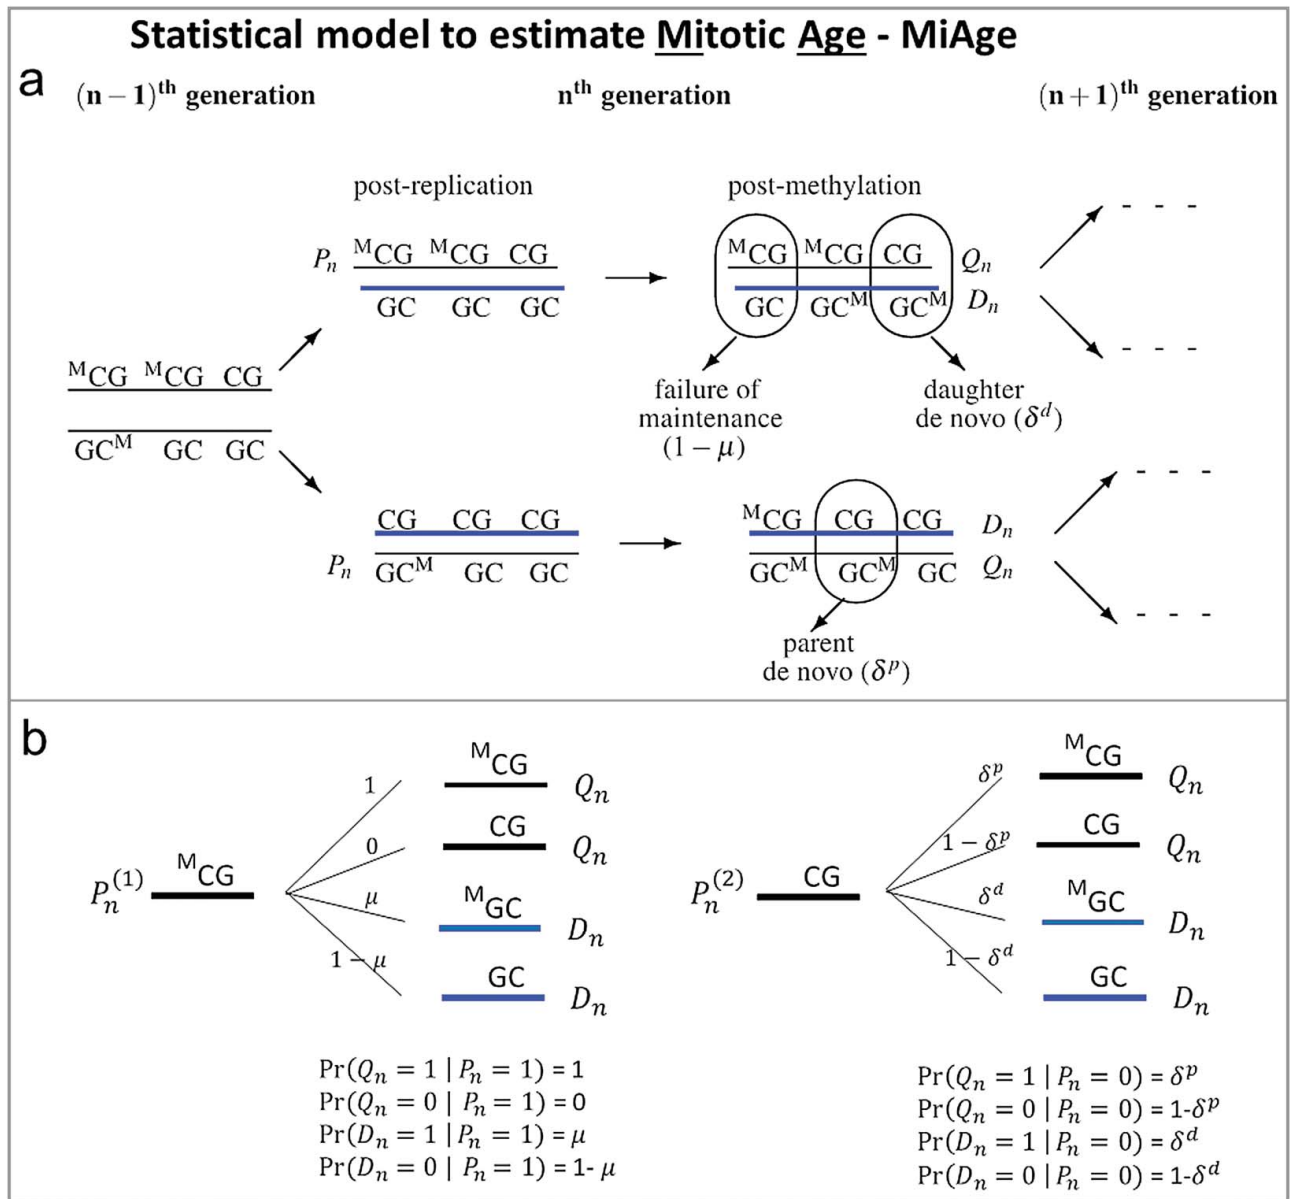 Statistical model to estimate Mitotic Age - MiAge
a
(n − 1)th generation nth generation (n + 1)th generation
post-replication post-methylation
Pn MCG MCG CG
GC GC GC
MCG MCG CG Qn
GC GCM GCM Dn
- - -
- - -
failure of
maintenance
(1 − μ)
daughter
de novo (δd)
MCG MCG CG
GCM GC GC
CG CG CG
Pn GCM GC GC
MCG CG CG Dn
GCM GCM GC Qn
- - -
- - -
parent
de novo (δp)
b
Pn(1) MCG
1 MCG Qn
0 CG Qn
μ MGC Dn
1 − μ GC Dn
Pr(Qn = 1 | Pn = 1) = 1
Pr(Qn = 0 | Pn = 1) = 0
Pr(Dn = 1 | Pn = 1) = μ
Pr(Dn = 0 | Pn = 1) = 1- μ
Pn(2) CG
δp MCG Qn
1 − δp CG Qn
δd MGC Dn
1 − δd GC Dn
Pr(Qn = 1 | Pn = 0) = δp
Pr(Qn = 0 | Pn = 0) = 1-δp
Pr(Dn = 1 | Pn = 0) = δd
Pr(Dn = 0 | Pn = 0) = 1-δd